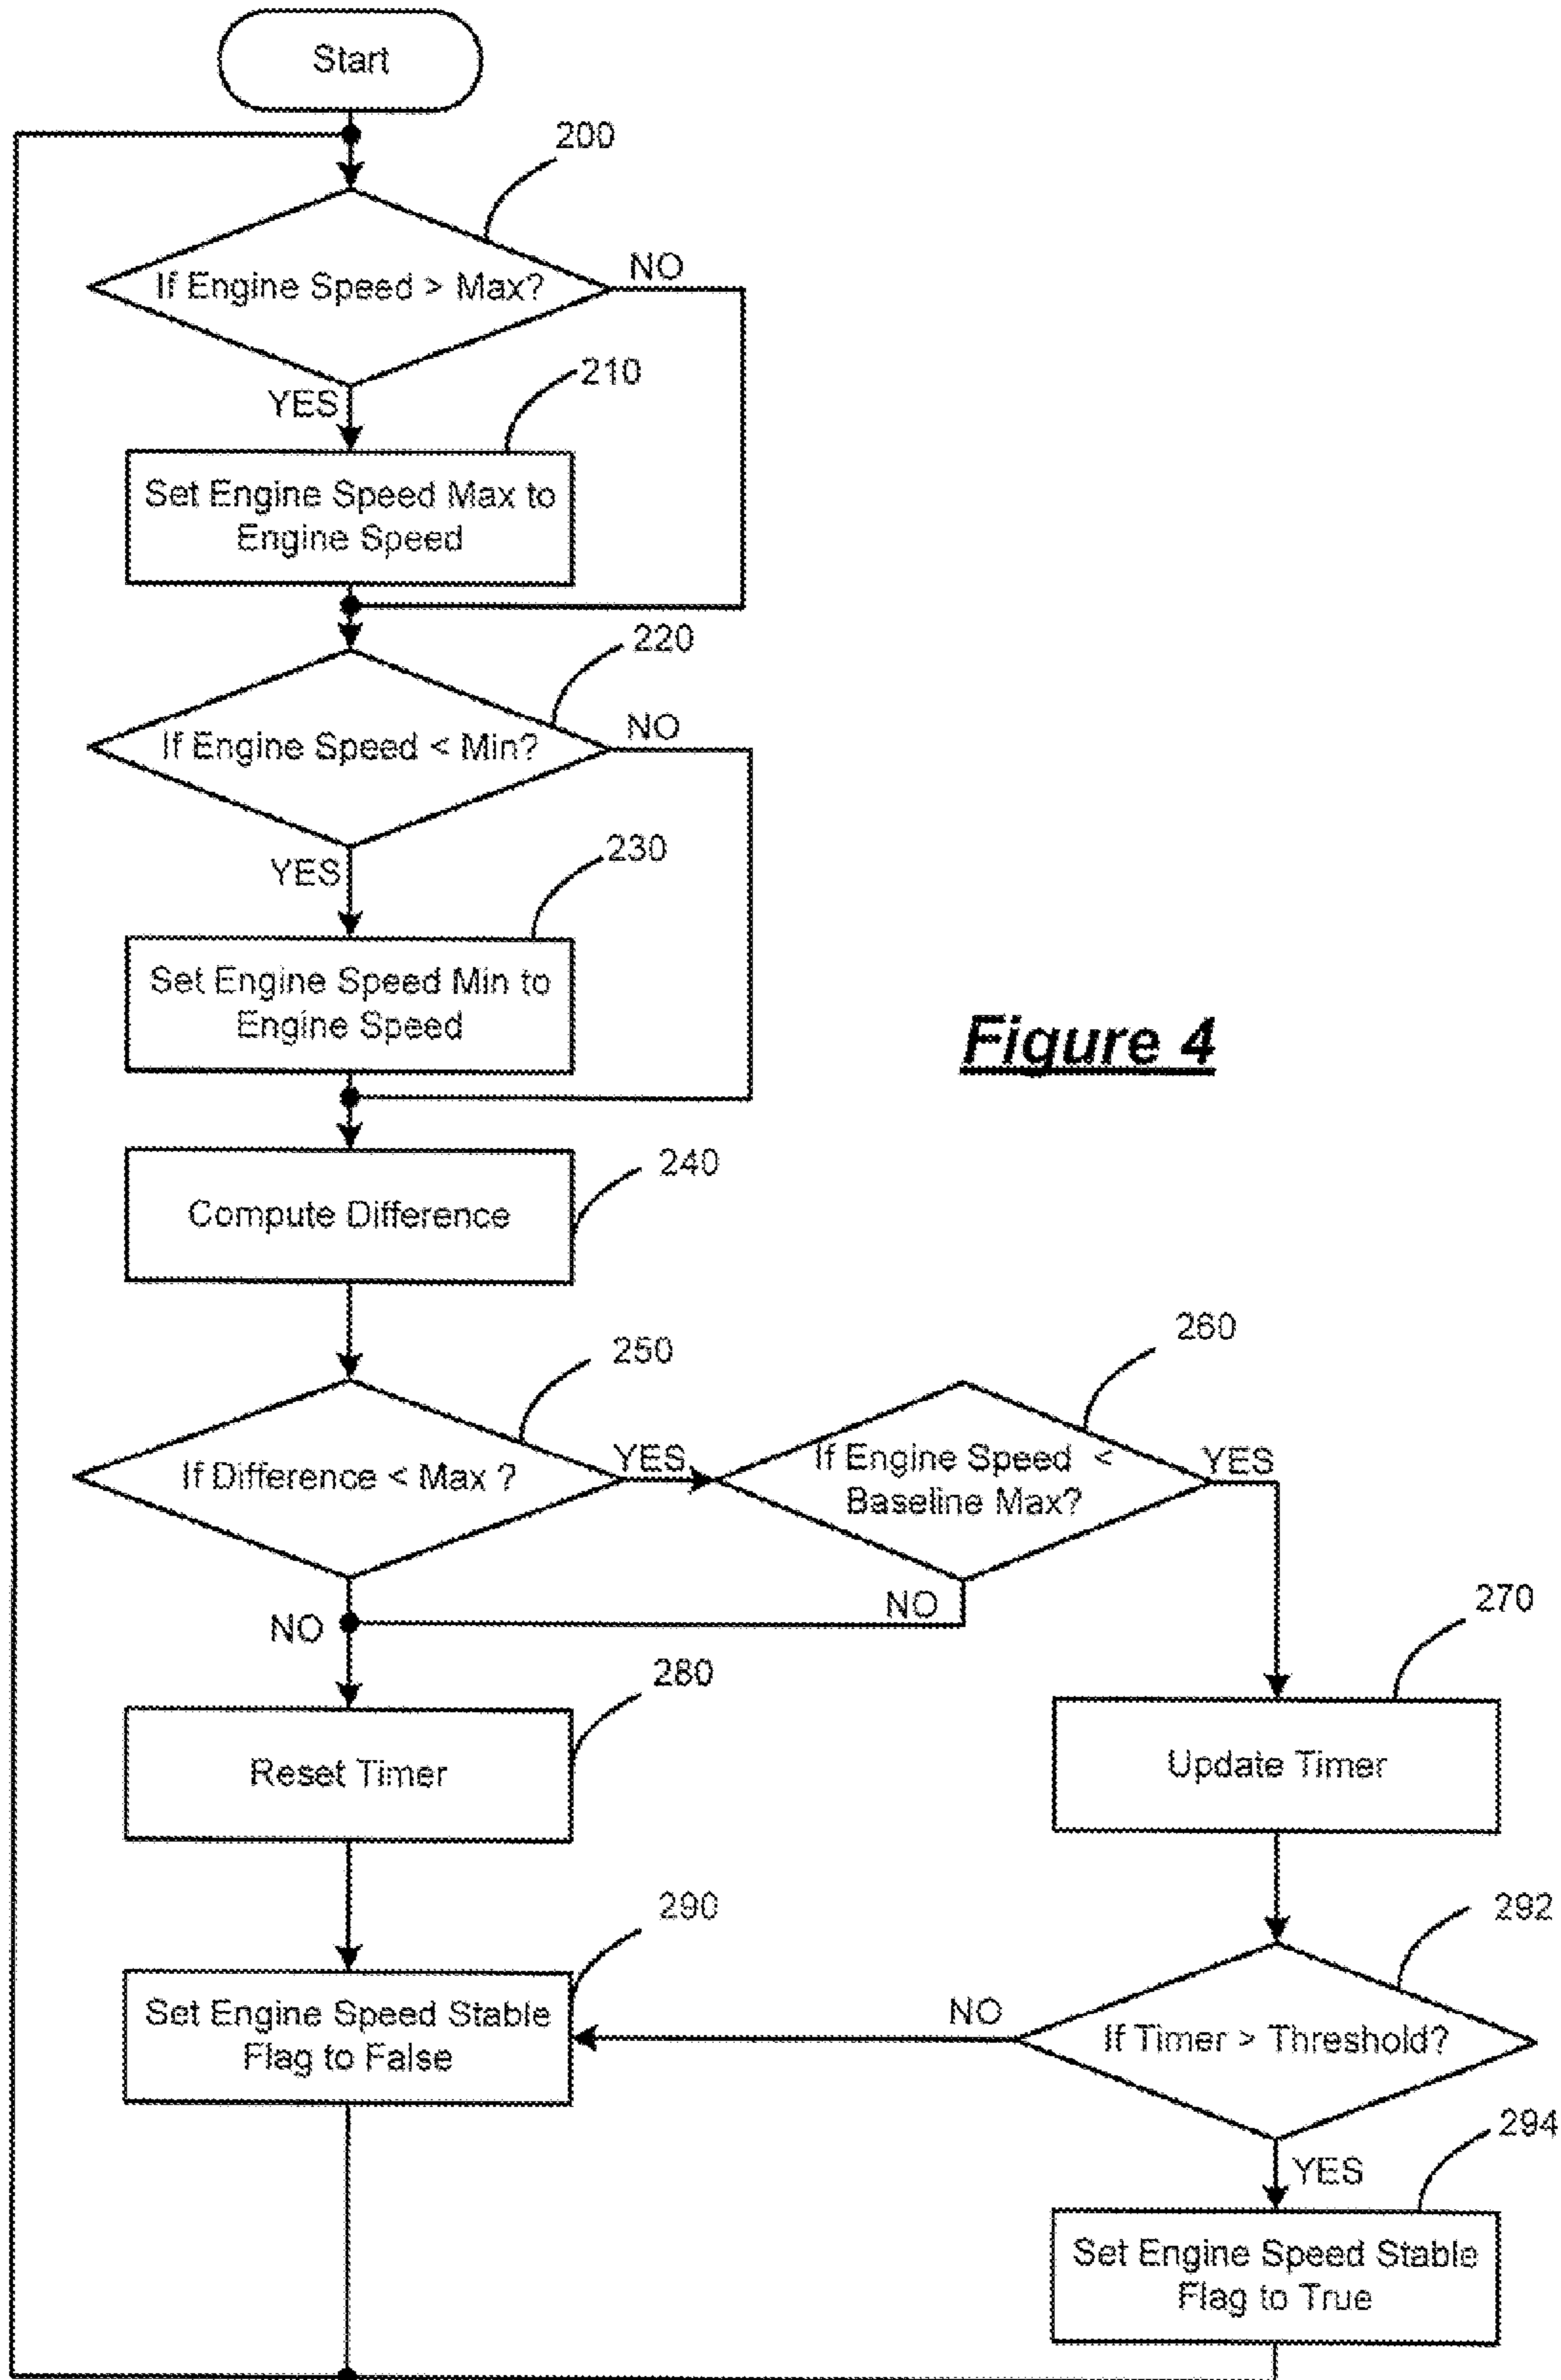 Start
200
If Engine Speed > Max?
NO
YES
210
Set Engine Speed Max to
Engine Speed
220
If Engine Speed < Min?
NO
YES
230
Set Engine Speed Min to
Engine Speed
Figure 4
240
Compute Difference
250
If Difference < Max ?
YES
NO
260
If Engine Speed <
Baseline Max?
YES
NO
270
Update Timer
280
Reset Timer
290
Set Engine Speed Stable
Flag to False
292
If Timer > Threshold?
NO
YES
294
Set Engine Speed Stable
Flag to True